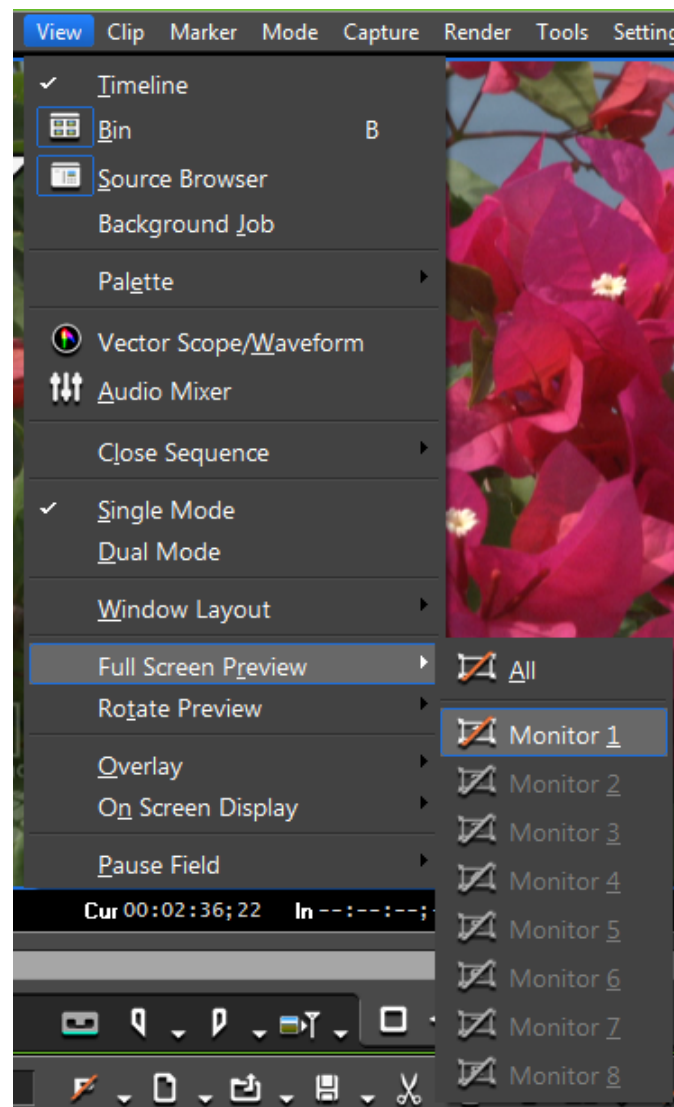 View Clip Marker Mode Capture Render Tools Setting
Timeline
Bin B
Source Browser
Background Job
Palette
Vector Scope/Waveform
Audio Mixer
Close Sequence
Single Mode
Dual Mode
Window Layout
Full Screen Preview
All
Rotate Preview
Monitor 1
Overlay
Monitor 2
On Screen Display
Monitor 3
Pause Field
Monitor 4
Cur 00:02:36;22 In --:--:--;
Monitor 5
Monitor 6
Monitor 7
Monitor 8